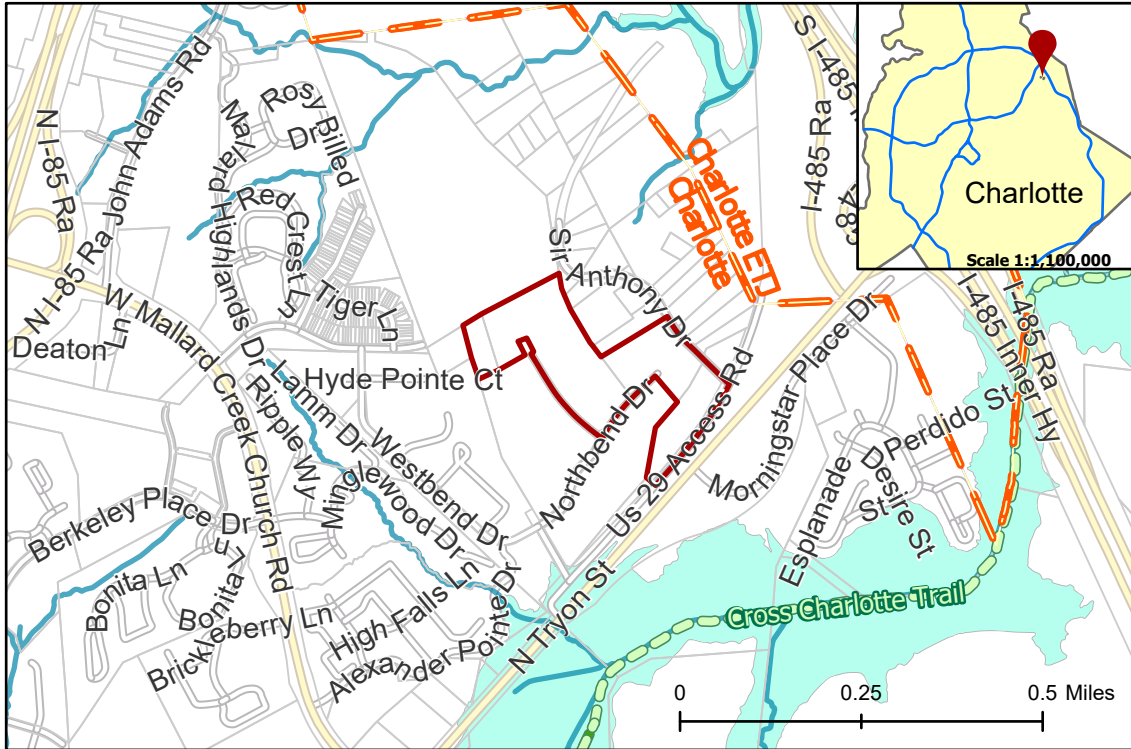 N I-85 Ra
John Adams Rd
N I-85 Ra
Mallard Highlands Dr
Rosy Billed
Dr
Red Crest Ln
Tiger Ln
Deaton Ln
W Mallard Creek Church Rd
Hyde Pointe Ct
Lamm Dr
Ripple Wy
Westbend Dr
Minglewood Dr
Berkeley Place Dr
Bonita Ln
Bonita Ln
Brickleberry Ln
High Falls Ln
Alexander Pointe Dr
Sir Anthony Dr
Northbend Dr
Us 29 Access Rd
N Tryon St
Morningstar Place Dr
Esplanade St
Desire St
Perdido St
Cross Charlotte Trail
Charlotte ETJ
Charlotte
S I-485 Ra
I-485 Ra
I-485 Inner Hy
I-485 Ra
Charlotte
Scale 1:1,100,000
0 0.25 0.5 Miles